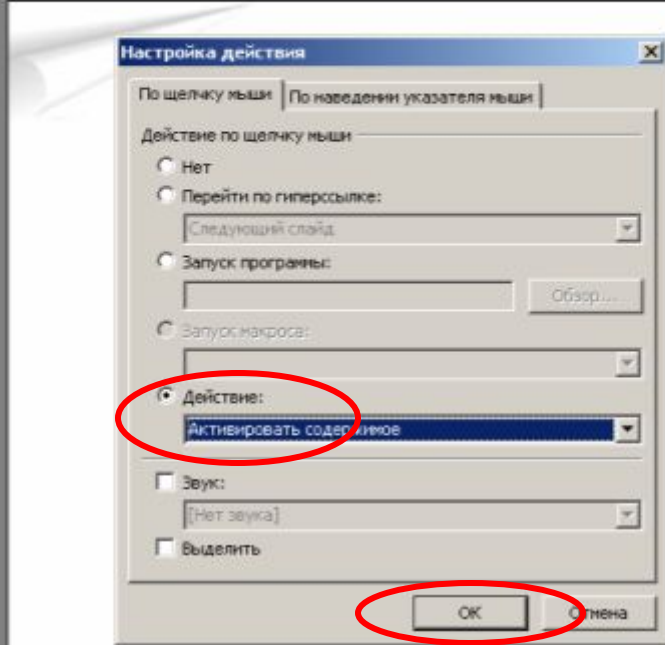 Настройка действия
По щелчку мыши По наведении указателя мыши
Действие по щелчку мыши
Нет
Перейти по гиперссылке:
Следующий слайд
Запуск программы:
Обзор...
Запуск макроса:
Действие:
Активировать содержимое
Звук:
[Нет звука]
Выделить
ОК Отмена